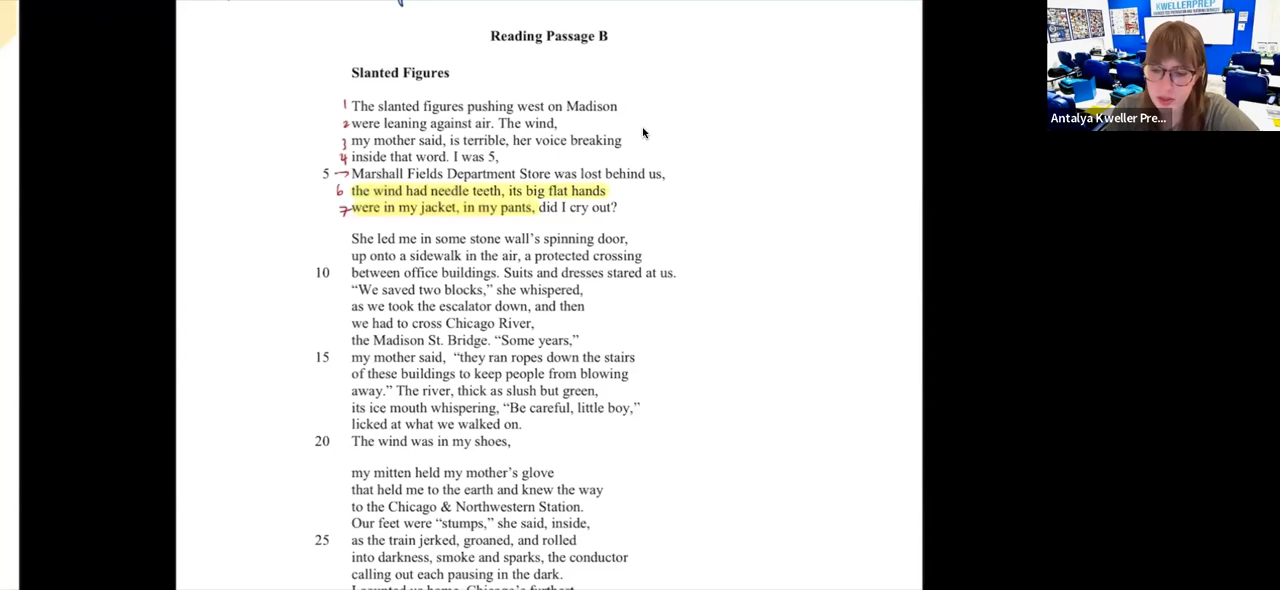 Reading Passage B
Slanted Figures
1 The slanted figures pushing west on Madison
2 were leaning against air. The wind,
3 my mother said, is terrible, her voice breaking
4 inside that word. I was 5,
5 Marshall Fields Department Store was lost behind us,
6 the wind had needle teeth, its big flat hands
7 were in my jacket, in my pants, did I cry out?
She led me in some stone wall's spinning door,
up onto a sidewalk in the air, a protected crossing
10 between office buildings. Suits and dresses stared at us.
“We saved two blocks,” she whispered,
as we took the escalator down, and then
we had to cross Chicago River,
the Madison St. Bridge. “Some years,”
15 my mother said, “they ran ropes down the stairs
of these buildings to keep people from blowing
away.” The river, thick as slush but green,
its ice mouth whispering, “Be careful, little boy,”
licked at what we walked on.
20 The wind was in my shoes,
my mitten held my mother's glove
that held me to the earth and knew the way
to the Chicago & Northwestern Station.
Our feet were “stumps,” she said, inside,
25 as the train jerked, groaned, and rolled
into darkness, smoke and sparks, the conductor
calling out each pausing in the dark.
KWELLERPREP
Antalya Kweller Pre...